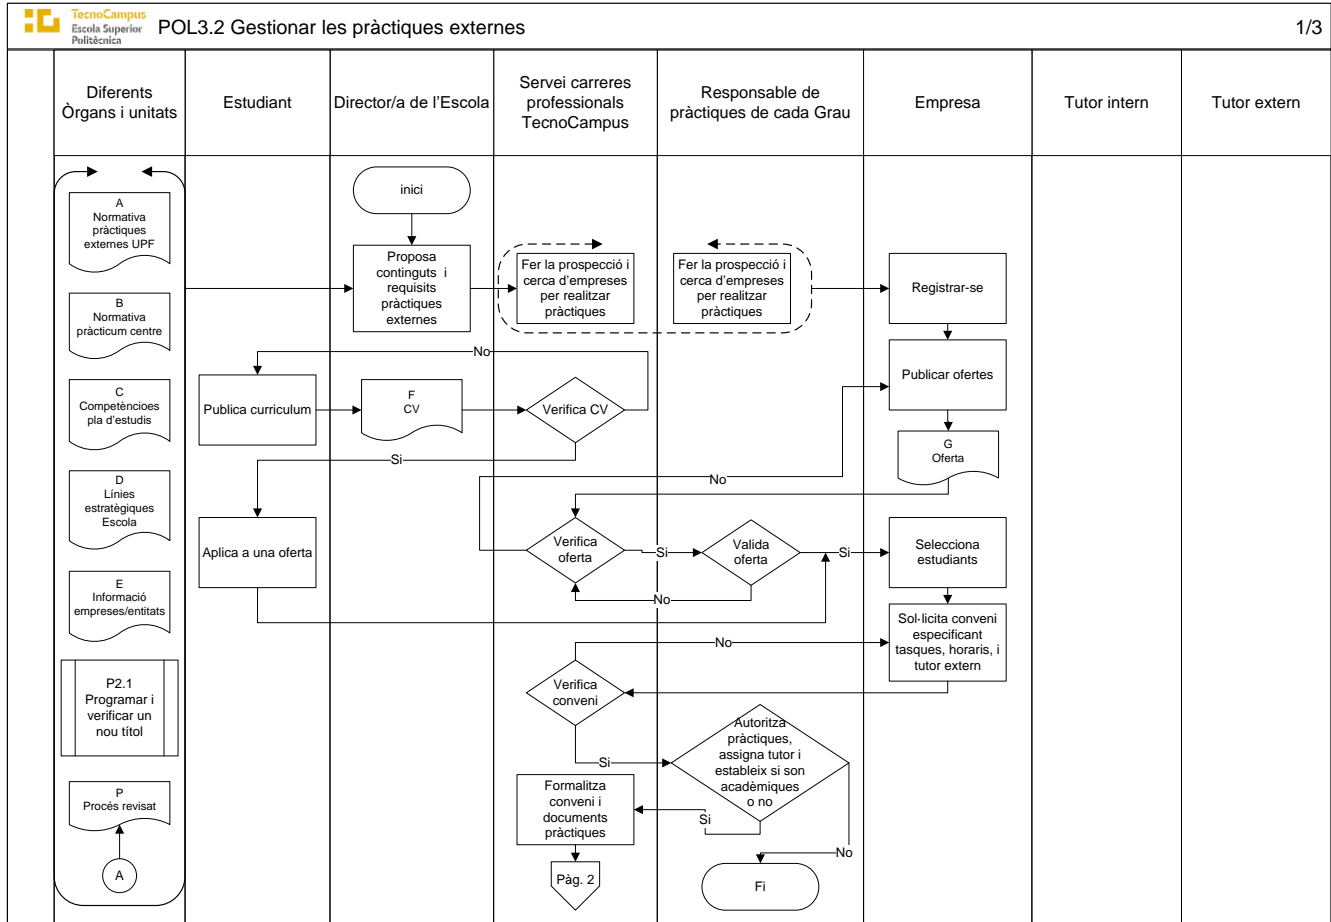 TecnoCampus
Escola Superior
Politècnica
POL3.2 Gestionar les pràctiques externes
1/3
Diferents
Òrgans i unitats
Estudiant
Director/a de l'Escola
Servei carreres
professionals
TecnoCampus
Responsable de
pràctiques de cada Grau
Empresa
Tutor intern
Tutor extern
A
Normativa
pràctiques
externes UPF
B
Normativa
pràcticum centre
C
Competèncioes
pla d'estudis
D
Línies
estratègiques
Escola
E
Informació
empreses/entitats
P2.1
Programar i
verificar un
nou títol
P
Procés revisat
A
inici
Proposa
continguts i
requisits
pràctiques
externes
Fer la prospecció i
cerca d'empreses
per realitzar
pràctiques
Fer la prospecció i
cerca d'empreses
per realitzar
pràctiques
Registrar-se
No
Publicar ofertes
Publica curriculum
F
CV
Verifica CV
G
Oferta
Si
No
Aplica a una oferta
Verifica
oferta
Si
Valida
oferta
Si
Selecciona
estudiants
No
Sol·licita conveni
especificant
tasques, horaris, i
tutor extern
No
Verifica
conveni
Si
Autoritza
pràctiques,
assigna tutor i
estableix si son
acadèmiques
o no
Formalitza
conveni i
documents
pràctiques
Si
No
Pàg. 2
Fi